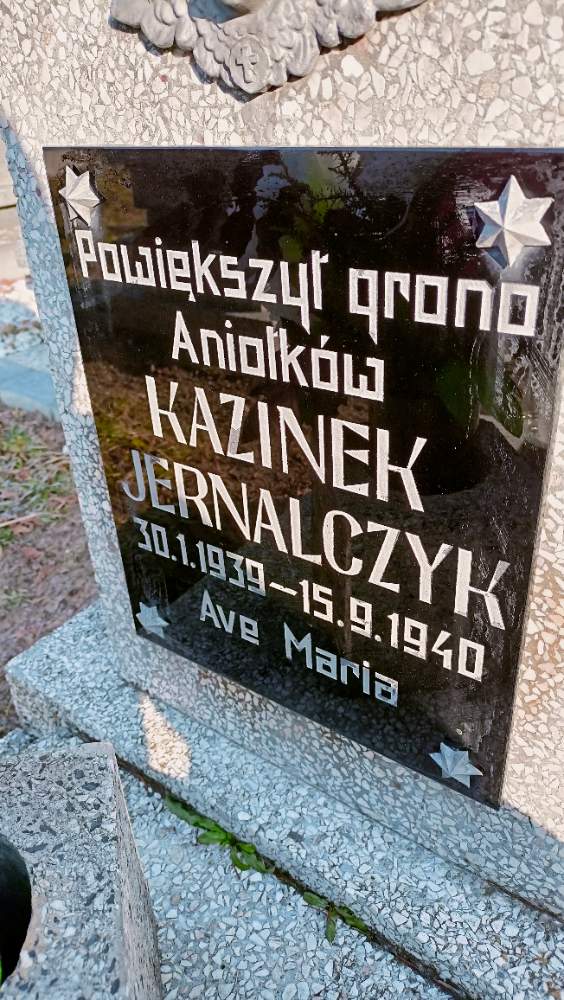 Powiększył grono
Aniołków
KAZINEK
JERNALCZYK
30.1.1939–15.9.1940
Ave Maria